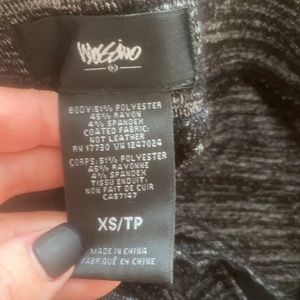 Mossimo
BODY:51% POLYESTER
45% RAYON
4% SPANDEX
COATED FABRIC:
NOT LEATHER
RN 17730 VN 1247024
CORPS:51% POLYESTER
45% RAYONNE
4% SPANDEX
TISSU ENDUIT:
NON FAIT DE CUIR
CA57147
XS/TP
MADE IN CHINA
FABRIQUÉ EN CHINE